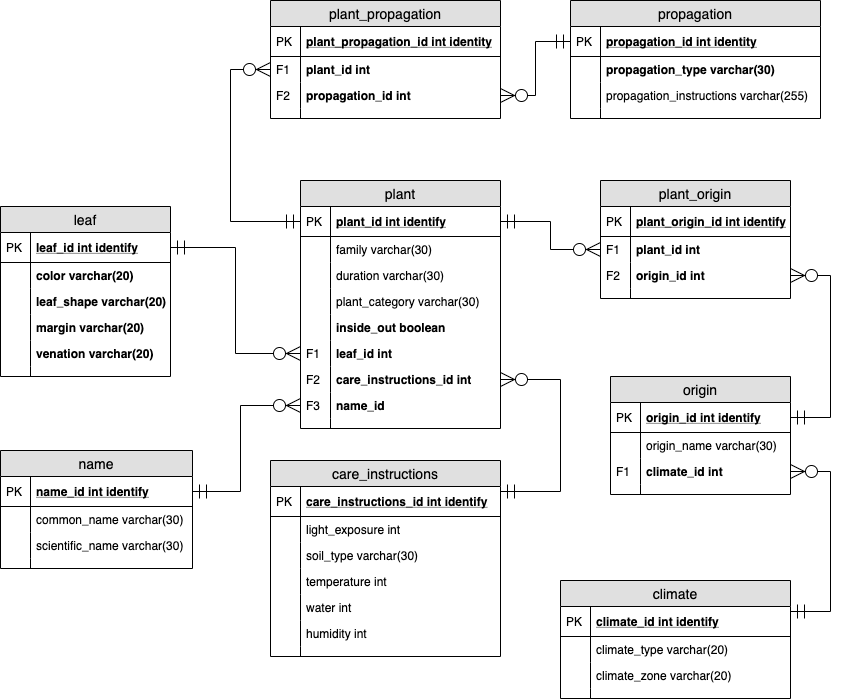 plant_propagation
PK plant_propagation_id int identity
F1 plant_id int
F2 propagation_id int
propagation
PK propagation_id int identity
propagation_type varchar(30)
propagation_instructions varchar(255)
leaf
PK leaf_id int identify
color varchar(20)
leaf_shape varchar(20)
margin varchar(20)
venation varchar(20)
plant
PK plant_id int identify
family varchar(30)
duration varchar(30)
plant_category varchar(30)
inside_out boolean
F1 leaf_id int
F2 care_instructions_id int
F3 name_id
plant_origin
PK plant_origin_id int identify
F1 plant_id int
F2 origin_id int
origin
PK origin_id int identify
origin_name varchar(30)
F1 climate_id int
name
PK name_id int identify
common_name varchar(30)
scientific_name varchar(30)
care_instructions
PK care_instructions_id int identify
light_exposure int
soil_type varchar(30)
temperature int
water int
humidity int
climate
PK climate_id int identify
climate_type varchar(20)
climate_zone varchar(20)